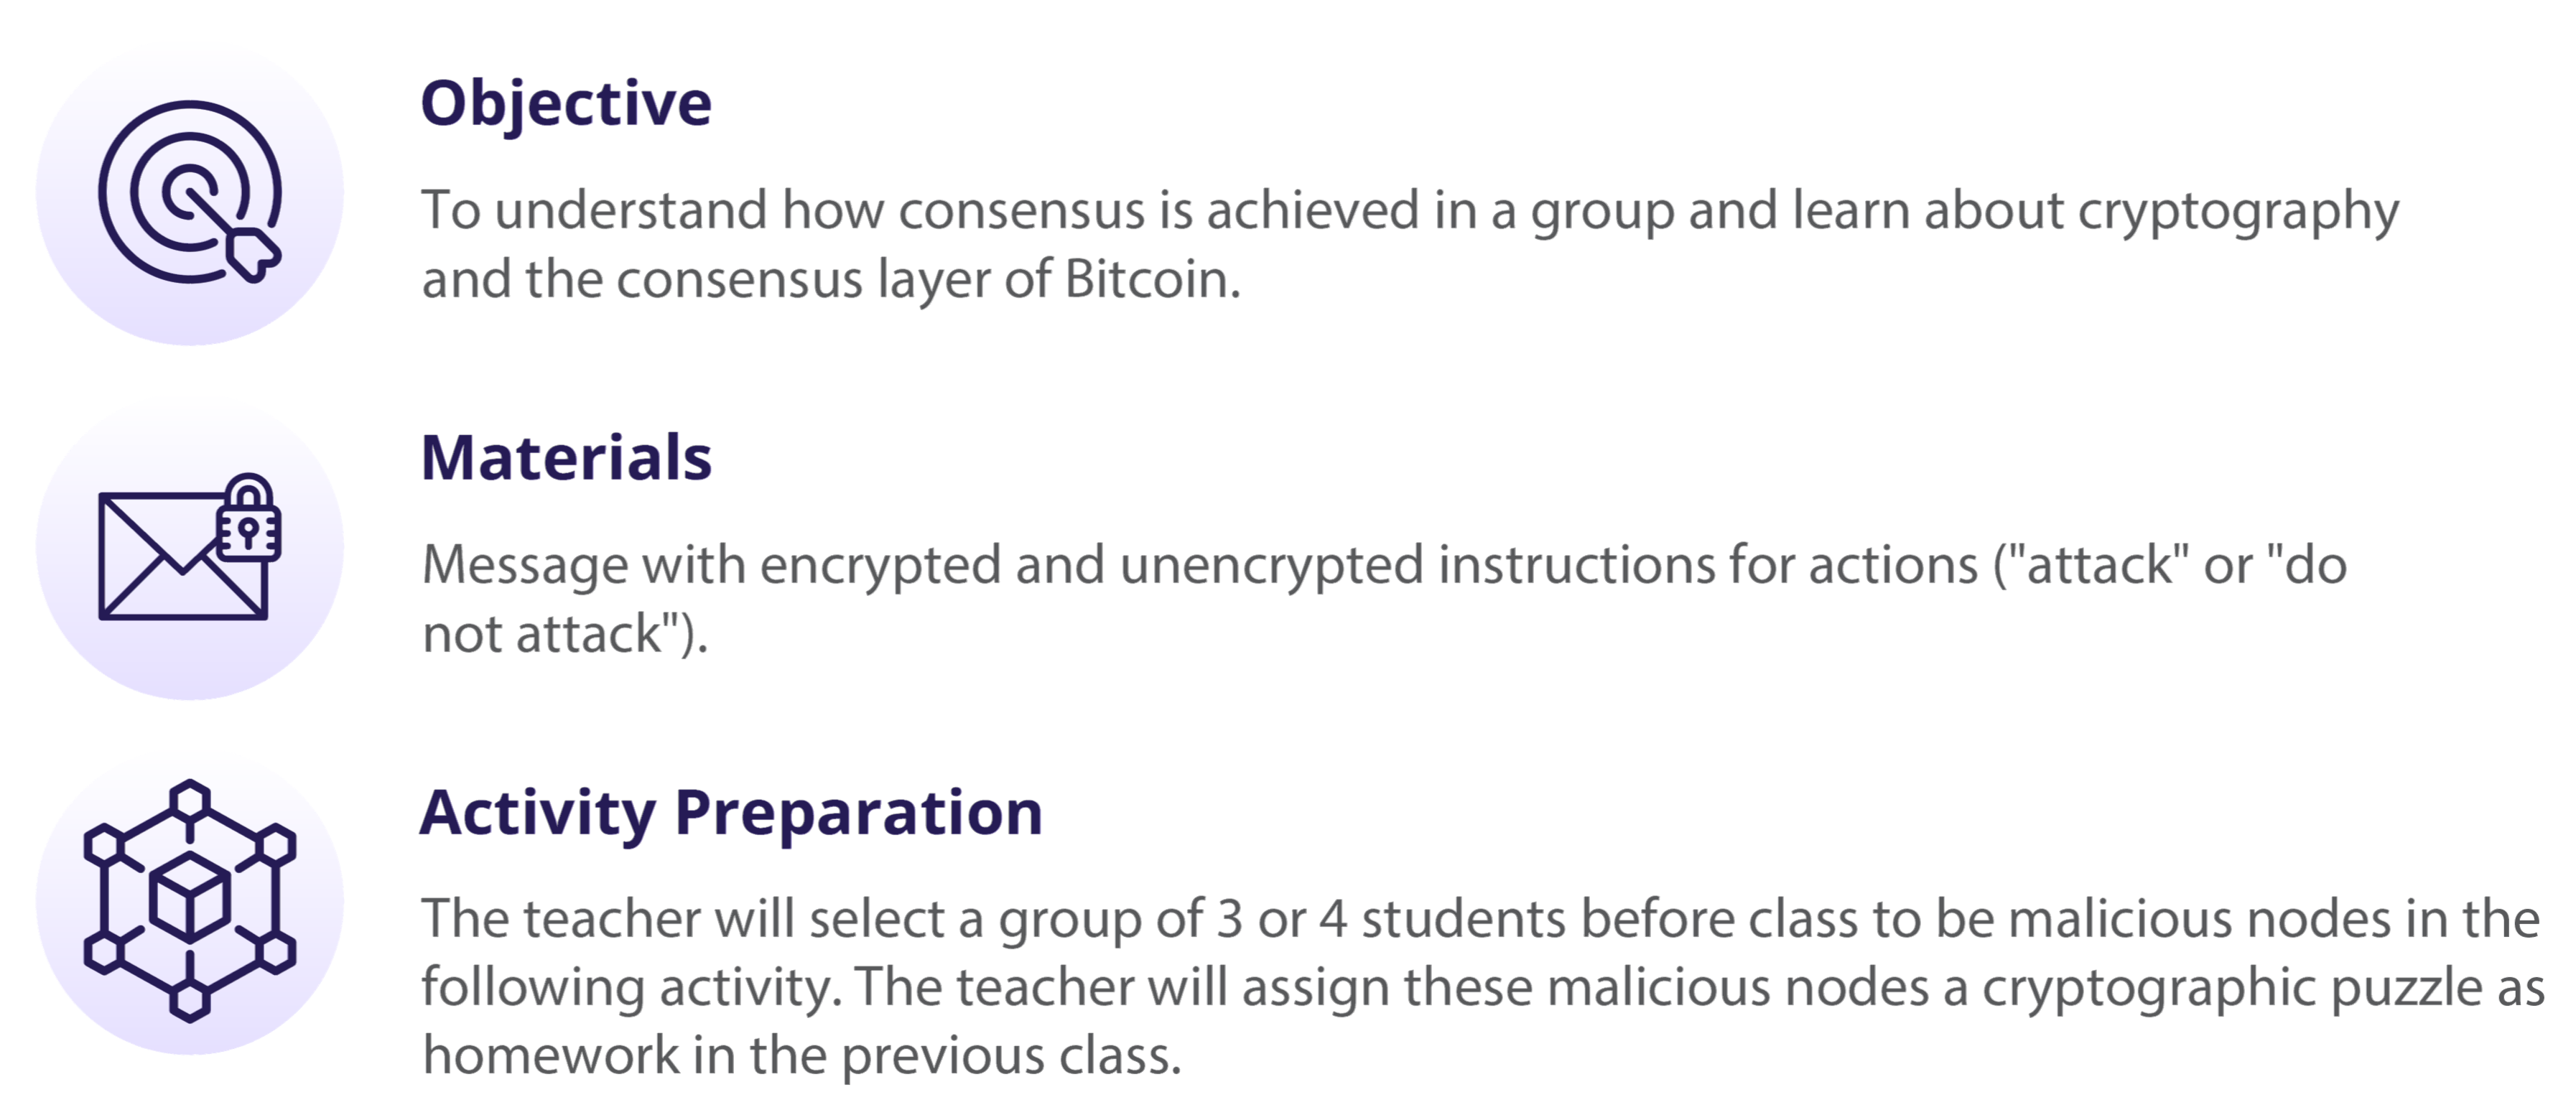 Objective
To understand how consensus is achieved in a group and learn about cryptography
and the consensus layer of Bitcoin.
Materials
Message with encrypted and unencrypted instructions for actions ("attack" or "do
not attack").
Activity Preparation
The teacher will select a group of 3 or 4 students before class to be malicious nodes in the
following activity. The teacher will assign these malicious nodes a cryptographic puzzle as
homework in the previous class.